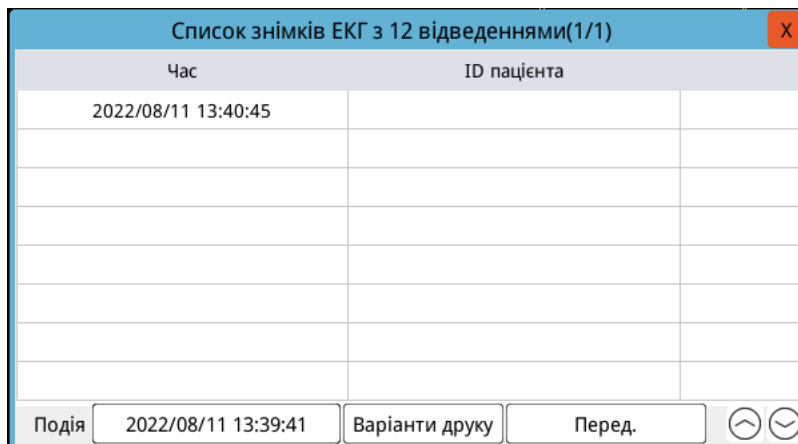 Список знімків ЕКГ з 12 відведеннями(1/1)
X
Час ID пацієнта
2022/08/11 13:40:45
Подія 2022/08/11 13:39:41 Варіанти друку Перед.